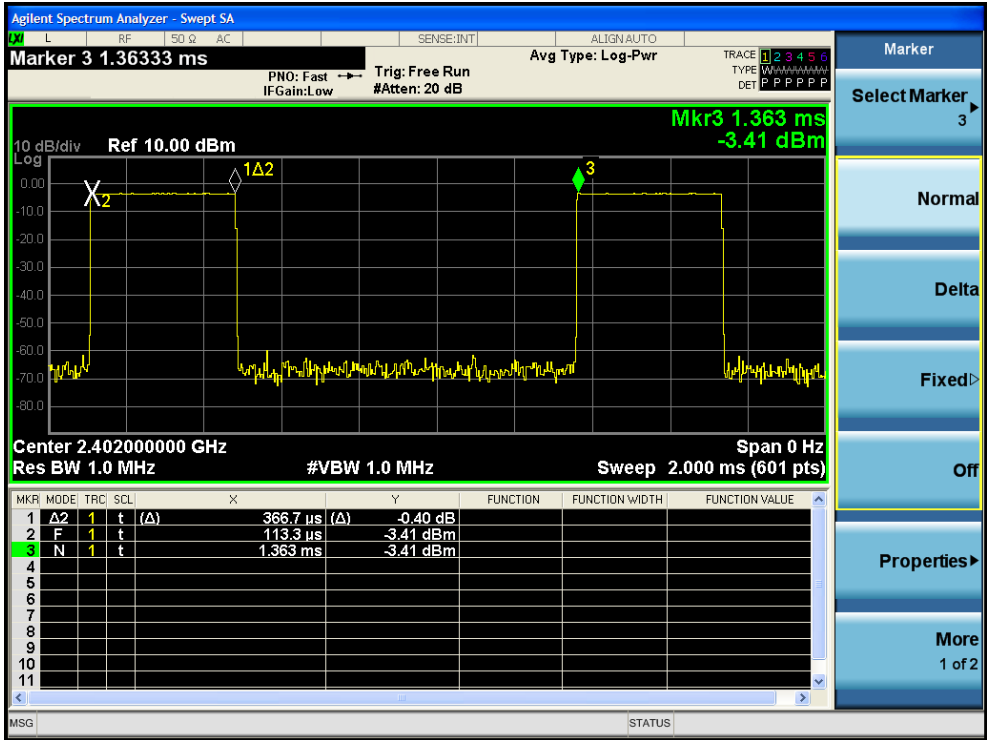 Agilent Spectrum Analyzer - Swept SA
LXI L RF 50 Ω AC SENSE:INT ALIGN AUTO
Marker 3 1.36333 ms
PNO: Fast
IFGain:Low
Trig: Free Run
#Atten: 20 dB
Avg Type: Log-Pwr
TRACE 1 2 3 4 5 6
TYPE W
DET P P P P P P
Mkr3 1.363 ms
-3.41 dBm
10 dB/div Ref 10.00 dBm
Log
0.00
-10.0
-20.0
-30.0
-40.0
-50.0
-60.0
-70.0
-80.0
X2
1Δ2
3
Center 2.402000000 GHz Span 0 Hz
Res BW 1.0 MHz #VBW 1.0 MHz Sweep 2.000 ms (601 pts)
MKR MODE TRC SCL X Y FUNCTION FUNCTION WIDTH FUNCTION VALUE
1 Δ2 1 t (Δ) 366.7 µs (Δ) -0.40 dB
2 F 1 t 113.3 µs -3.41 dBm
3 N 1 t 1.363 ms -3.41 dBm
4
5
6
7
8
9
10
11
MSG STATUS
Marker
Select Marker
3
Normal
Delta
Fixed
Off
Properties
More
1 of 2